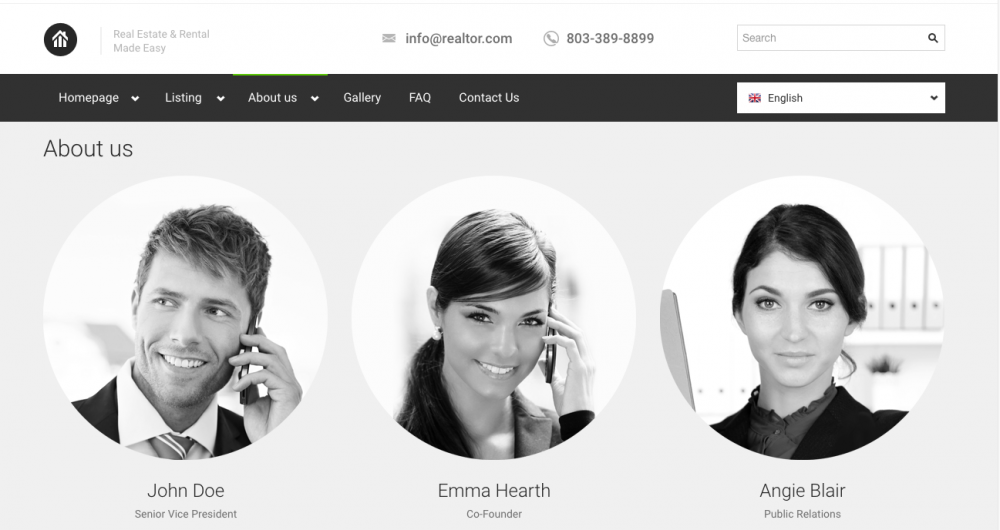 Real Estate & Rental
Made Easy
info@realtor.com
803-389-8899
Search
Homepage
Listing
About us
Gallery
FAQ
Contact Us
English
About us
John Doe
Emma Hearth
Angie Blair
Senior Vice President
Co-Founder
Public Relations